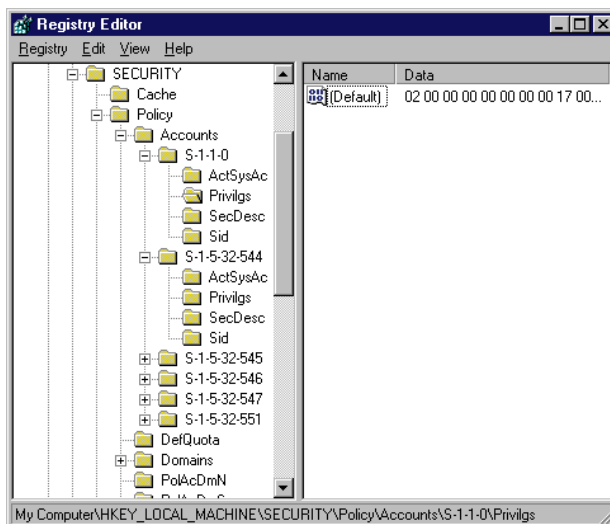 Registry Editor
Registry Edit View Help
SECURITY
Cache
Policy
Accounts
S-1-1-0
ActSysAc
Privilgs
SecDesc
Sid
S-1-5-32-544
ActSysAc
Privilgs
SecDesc
Sid
S-1-5-32-545
S-1-5-32-546
S-1-5-32-547
S-1-5-32-551
DefQuota
Domains
PolAcDmN
Name Data
(Default) 02 00 00 00 00 00 00 00 17 00...
My Computer\HKEY_LOCAL_MACHINE\SECURITY\Policy\Accounts\S-1-1-0\Privilgs